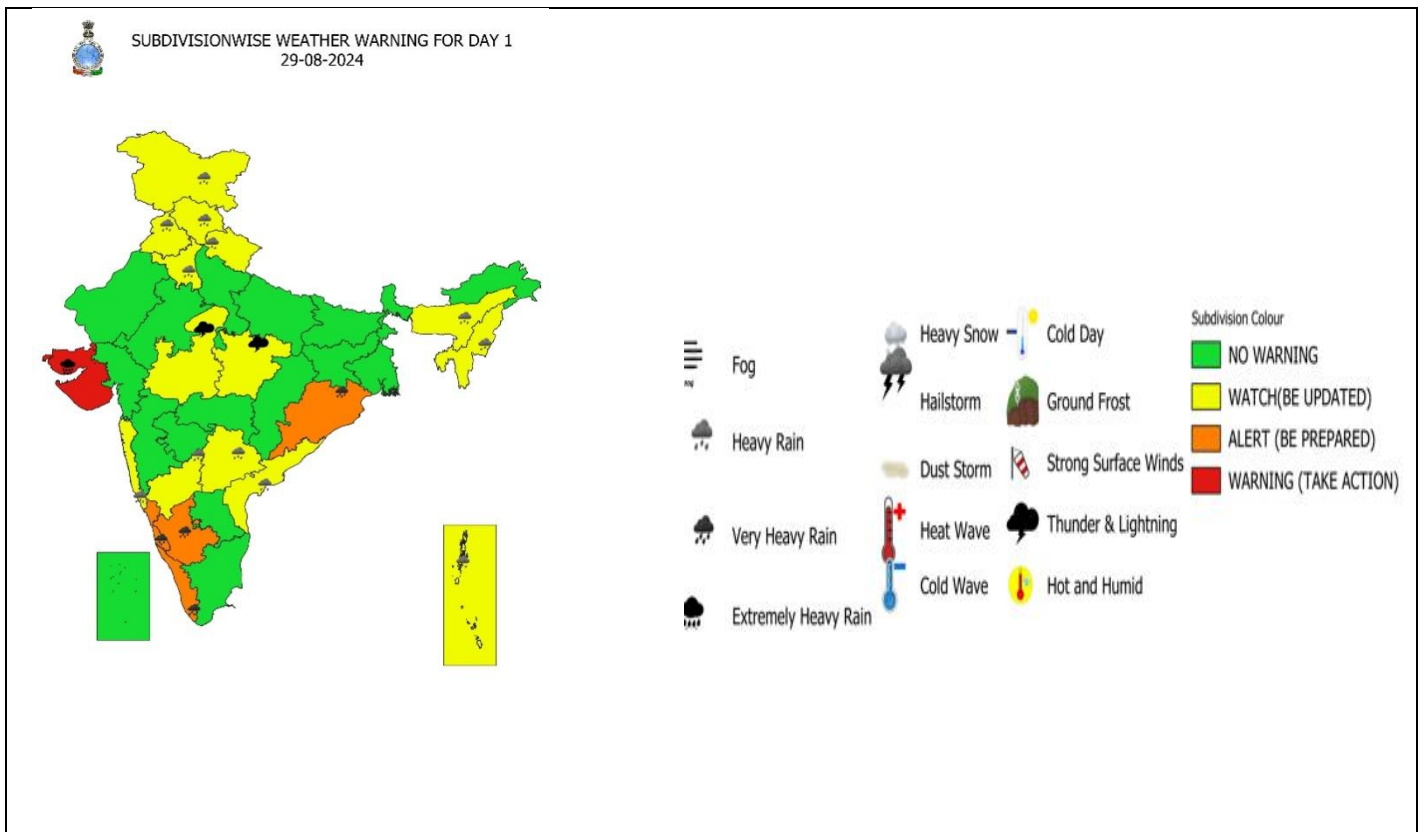 SUBDIVISIONWISE WEATHER WARNING FOR DAY 1
29-08-2024
Fog
Heavy Rain
Very Heavy Rain
Extremely Heavy Rain
Heavy Snow
Hailstorm
Dust Storm
Heat Wave
Cold Wave
Cold Day
Ground Frost
Strong Surface Winds
Thunder & Lightning
Hot and Humid
Subdivision Colour
NO WARNING
WATCH(BE UPDATED)
ALERT (BE PREPARED)
WARNING (TAKE ACTION)